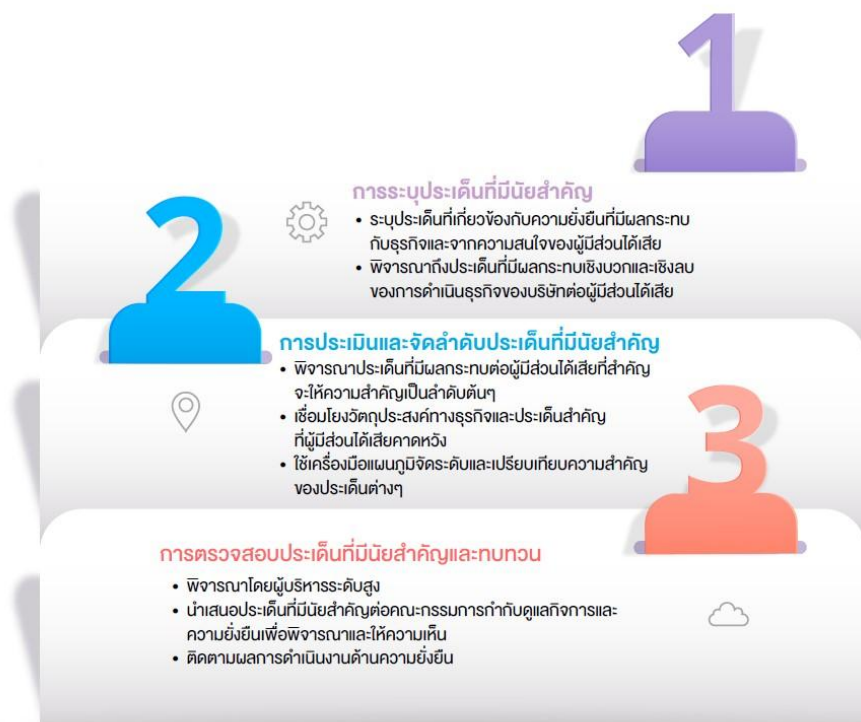 1
การระบุประเด็นที่มีนัยสำคัญ
• ระบุประเด็นที่เกี่ยวข้องกับความยั่งยืนที่มีผลกระทบ
กับธุรกิจและจากความสนใจของผู้มีส่วนได้เสีย
• พิจารณาถึงประเด็นที่มีผลกระทบเชิงบวกและเชิงลบ
ของการดำเนินธุรกิจของบริษัทต่อผู้มีส่วนได้เสีย
2
การประเมินและจัดลำดับประเด็นที่มีนัยสำคัญ
• พิจารณาประเด็นที่มีผลกระทบต่อผู้มีส่วนได้เสียที่สำคัญ
จะให้ความสำคัญเป็นลำดับต้นๆ
• เชื่อมโยงวัตถุประสงค์ทางธุรกิจและประเด็นสำคัญ
ที่ผู้มีส่วนได้เสียคาดหวัง
• ใช้เครื่องมือแผนภูมิจัดระดับและเปรียบเทียบความสำคัญ
ของประเด็นต่างๆ
3
การตรวจสอบประเด็นที่มีนัยสำคัญและทบทวน
• พิจารณาโดยผู้บริหารระดับสูง
• นำเสนอประเด็นที่มีนัยสำคัญต่อคณะกรรมการกำกับดูแลกิจการและ
ความยั่งยืนเพื่อพิจารณาและให้ความเห็น
• ติดตามผลการดำเนินงานด้านความยั่งยืน